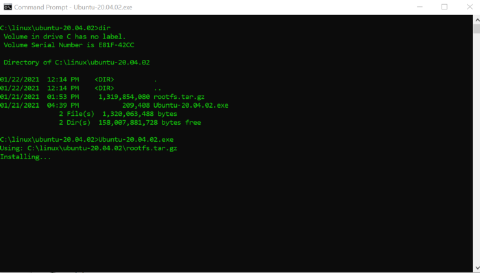 Command Prompt - Ubuntu-20.04.02.exe
C:\linux\ubuntu-20.04.02>dir
Volume in drive C has no label.
Volume Serial Number is E81F-42CC
Directory of C:\linux\ubuntu-20.04.02
01/22/2021 12:14 PM <DIR> .
01/22/2021 12:14 PM <DIR> ..
01/21/2021 01:53 PM 1,319,854,080 rootfs.tar.gz
01/21/2021 04:39 PM 209,408 Ubuntu-20.04.02.exe
2 File(s) 1,320,063,488 bytes
2 Dir(s) 158,007,881,728 bytes free
C:\linux\ubuntu-20.04.02>Ubuntu-20.04.02.exe
Using: C:\linux\ubuntu-20.04.02\rootfs.tar.gz
Installing...